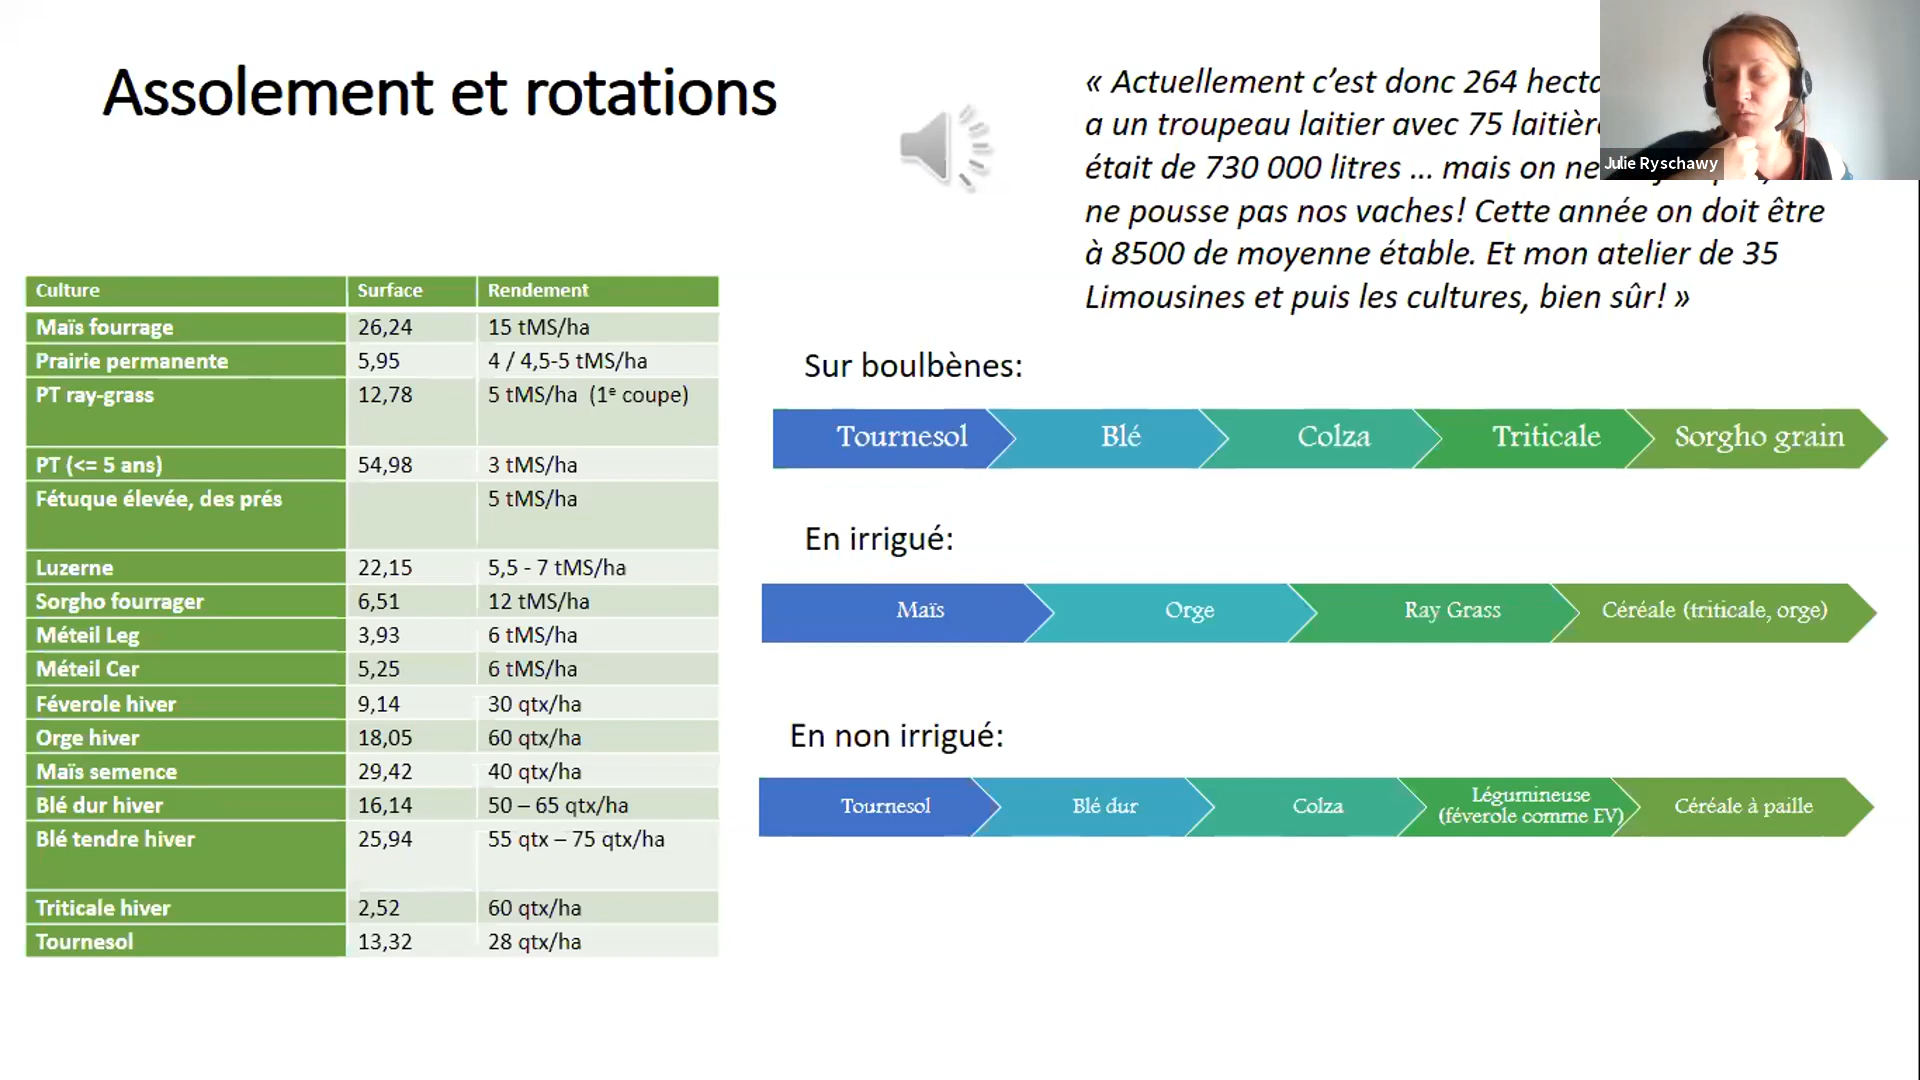 Assolement et rotations
« Actuellement c’est donc 264
a un troupeau laitier avec 75
était de 730 000 litres ... mais on ne
ne pousse pas nos vaches! Cette année on doit être
à 8500 de moyenne étable. Et mon atelier de 35
Limousines et puis les cultures, bien sûr! »
Julie Ryschawy
Culture Surface Rendement
Maïs fourrage 26,24 15 tMS/ha
Prairie permanente 5,95 4 / 4,5-5 tMS/ha
PT ray-grass 12,78 5 tMS/ha (1e coupe)
PT (<= 5 ans) 54,98 3 tMS/ha
Fétuque élevée, des prés 5 tMS/ha
Luzerne 22,15 5,5 - 7 tMS/ha
Sorgho fourrager 6,51 12 tMS/ha
Méteil Leg 3,93 6 tMS/ha
Méteil Cer 5,25 6 tMS/ha
Féverole hiver 9,14 30 qtx/ha
Orge hiver 18,05 60 qtx/ha
Maïs semence 29,42 40 qtx/ha
Blé dur hiver 16,14 50 – 65 qtx/ha
Blé tendre hiver 25,94 55 qtx – 75 qtx/ha
Triticale hiver 2,52 60 qtx/ha
Tournesol 13,32 28 qtx/ha
Sur boulbènes:
Tournesol Blé Colza Triticale Sorgho grain
En irrigué:
Maïs Orge Ray Grass Céréale (triticale, orge)
En non irrigué:
Tournesol Blé dur Colza Légumineuse
(féverole comme EV) Céréale à paille